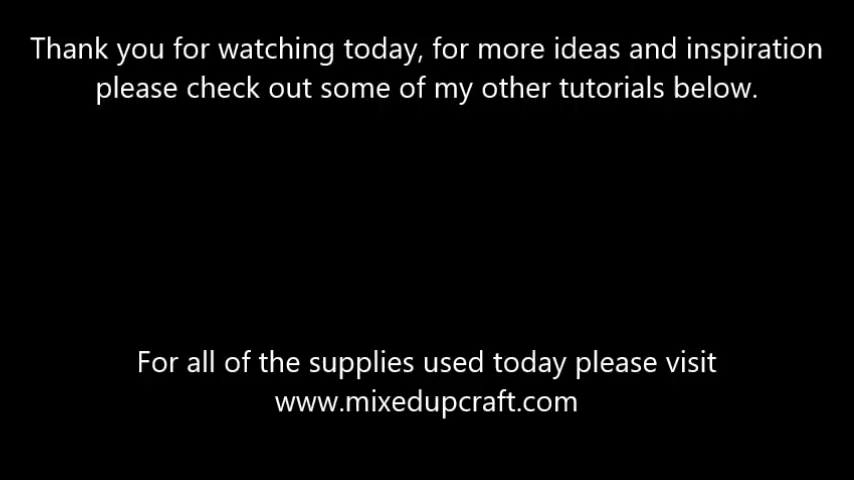 Thank you for watching today, for more ideas and inspiration
please check out some of my other tutorials below.
For all of the supplies used today please visit
www.mixedupcraft.com